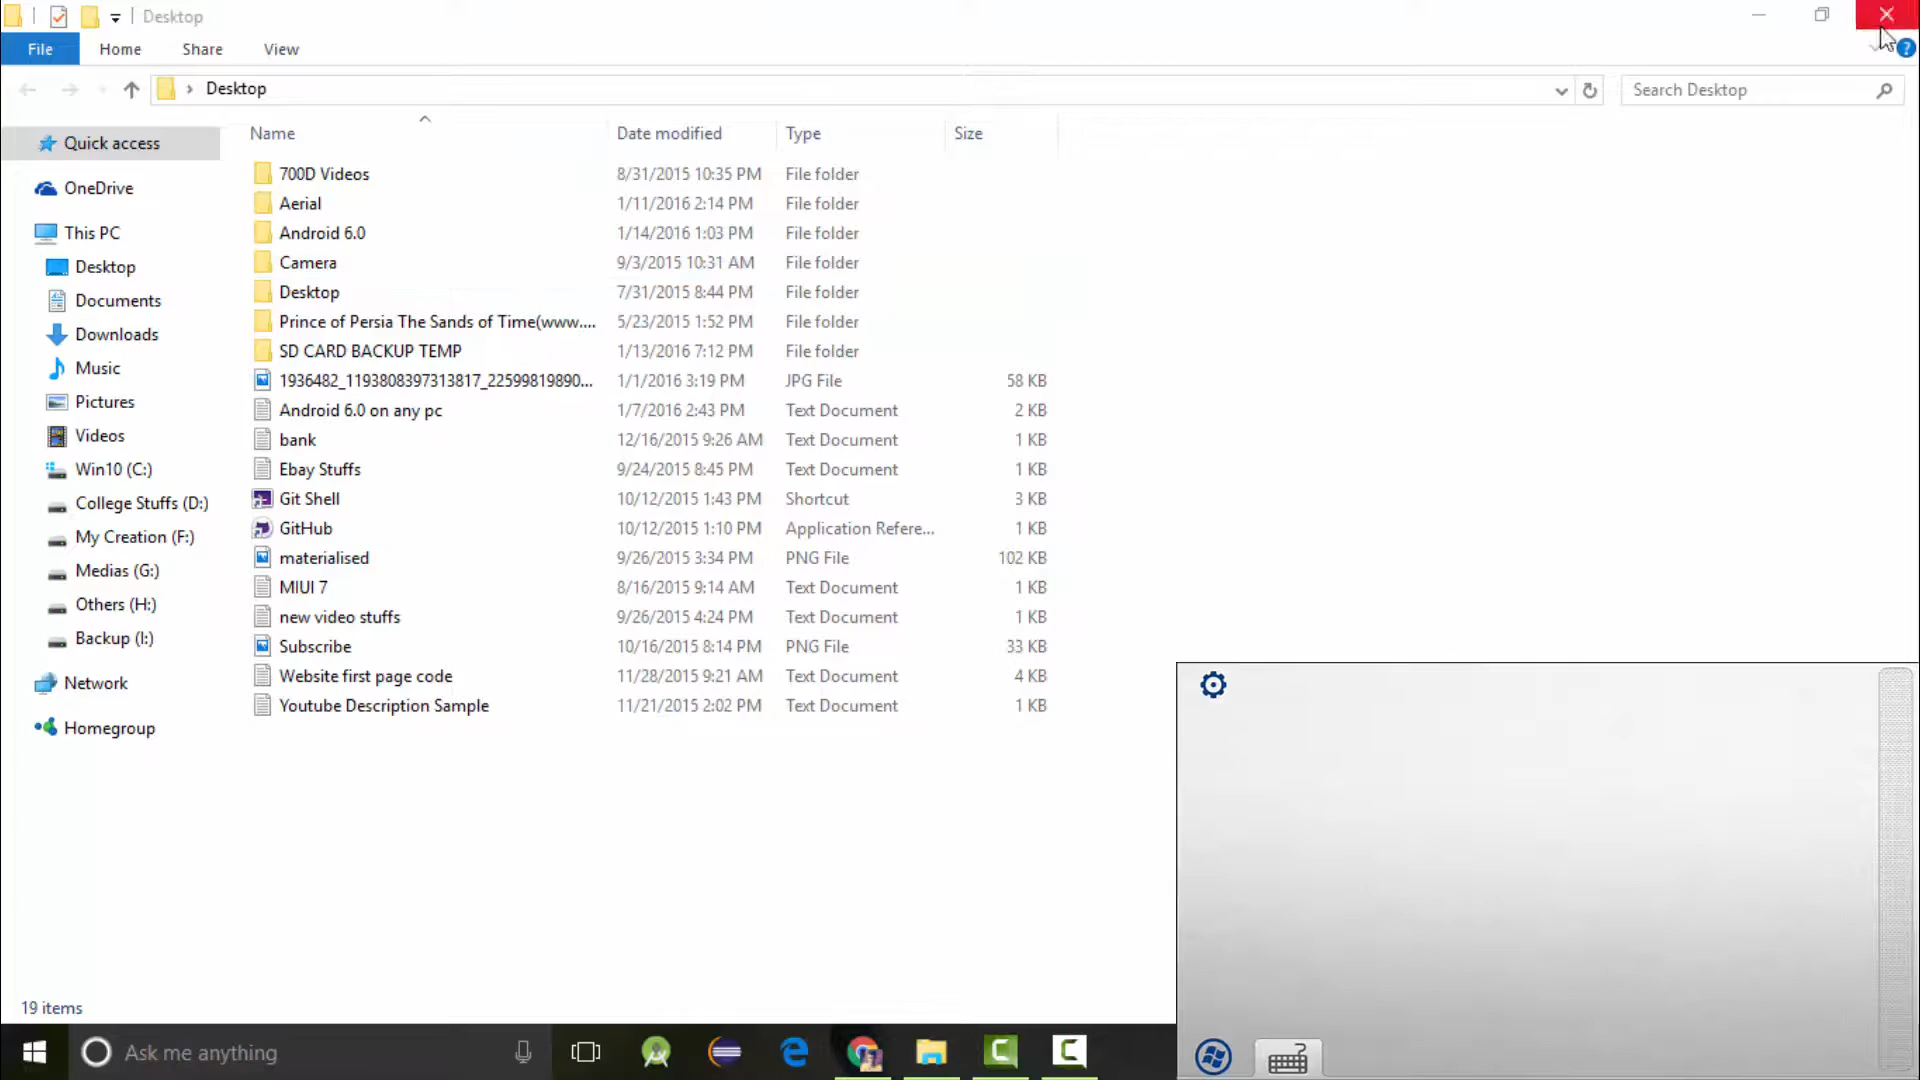 Desktop
File Home Share View
Desktop
Search Desktop
Name Date modified Type Size
Quick access
OneDrive
This PC
Desktop
Documents
Downloads
Music
Pictures
Videos
Win10 (C:)
College Stuffs (D:)
My Creation (F:)
Medias (G:)
Others (H:)
Backup (I:)
Network
Homegroup
700D Videos 8/31/2015 10:35 PM File folder
Aerial 1/11/2016 2:14 PM File folder
Android 6.0 1/14/2016 1:03 PM File folder
Camera 9/3/2015 10:31 AM File folder
Desktop 7/31/2015 8:44 PM File folder
Prince of Persia The Sands of Time(www.... 5/23/2015 1:52 PM File folder
SD CARD BACKUP TEMP 1/13/2016 7:12 PM File folder
1936482_1193808397313817_22599819890... 1/1/2016 3:19 PM JPG File 58 KB
Android 6.0 on any pc 1/7/2016 2:43 PM Text Document 2 KB
bank 12/16/2015 9:26 AM Text Document 1 KB
Ebay Stuffs 9/24/2015 8:45 PM Text Document 1 KB
Git Shell 10/12/2015 1:43 PM Shortcut 3 KB
GitHub 10/12/2015 1:10 PM Application Refere... 1 KB
materialised 9/26/2015 3:34 PM PNG File 102 KB
MIUI 7 8/16/2015 9:14 AM Text Document 1 KB
new video stuffs 9/26/2015 4:24 PM Text Document 1 KB
Subscribe 10/16/2015 8:14 PM PNG File 33 KB
Website first page code 11/28/2015 9:21 AM Text Document 4 KB
Youtube Description Sample 11/21/2015 2:02 PM Text Document 1 KB
19 items
Ask me anything